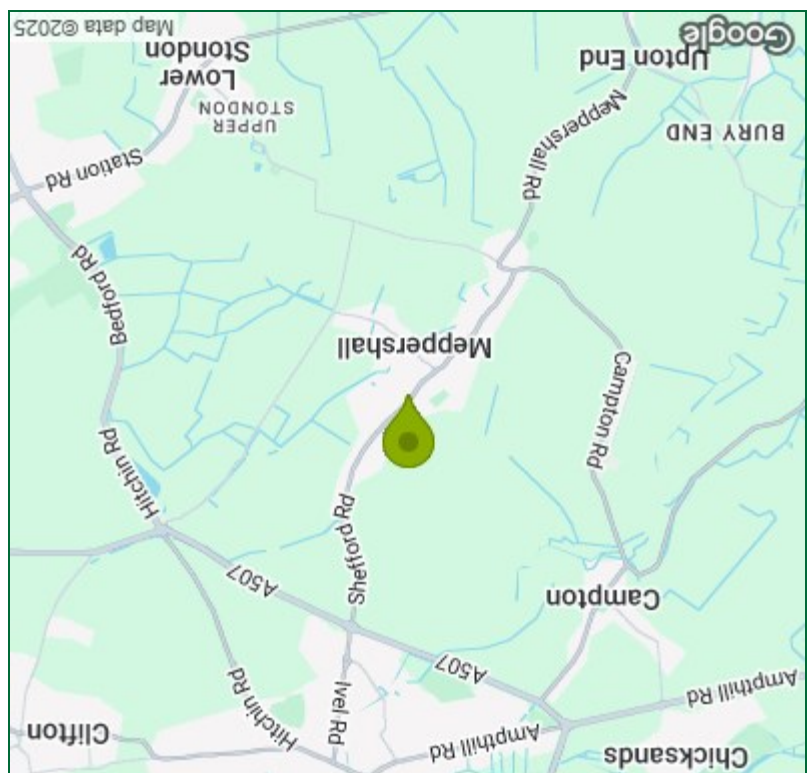 Chicksands
Ampthill Rd
Ampthill Rd
Ivel Rd
Hitchin Rd
Clifton
A507
Campton
Shefford Rd
A507
Hitchin Rd
Campton Rd
Meppershall
Bedford Rd
Meppershall Rd
Station Rd
BURY END
UPPER
STONDON
Upton End
Lower
Stondon
Google
Map data ©2025